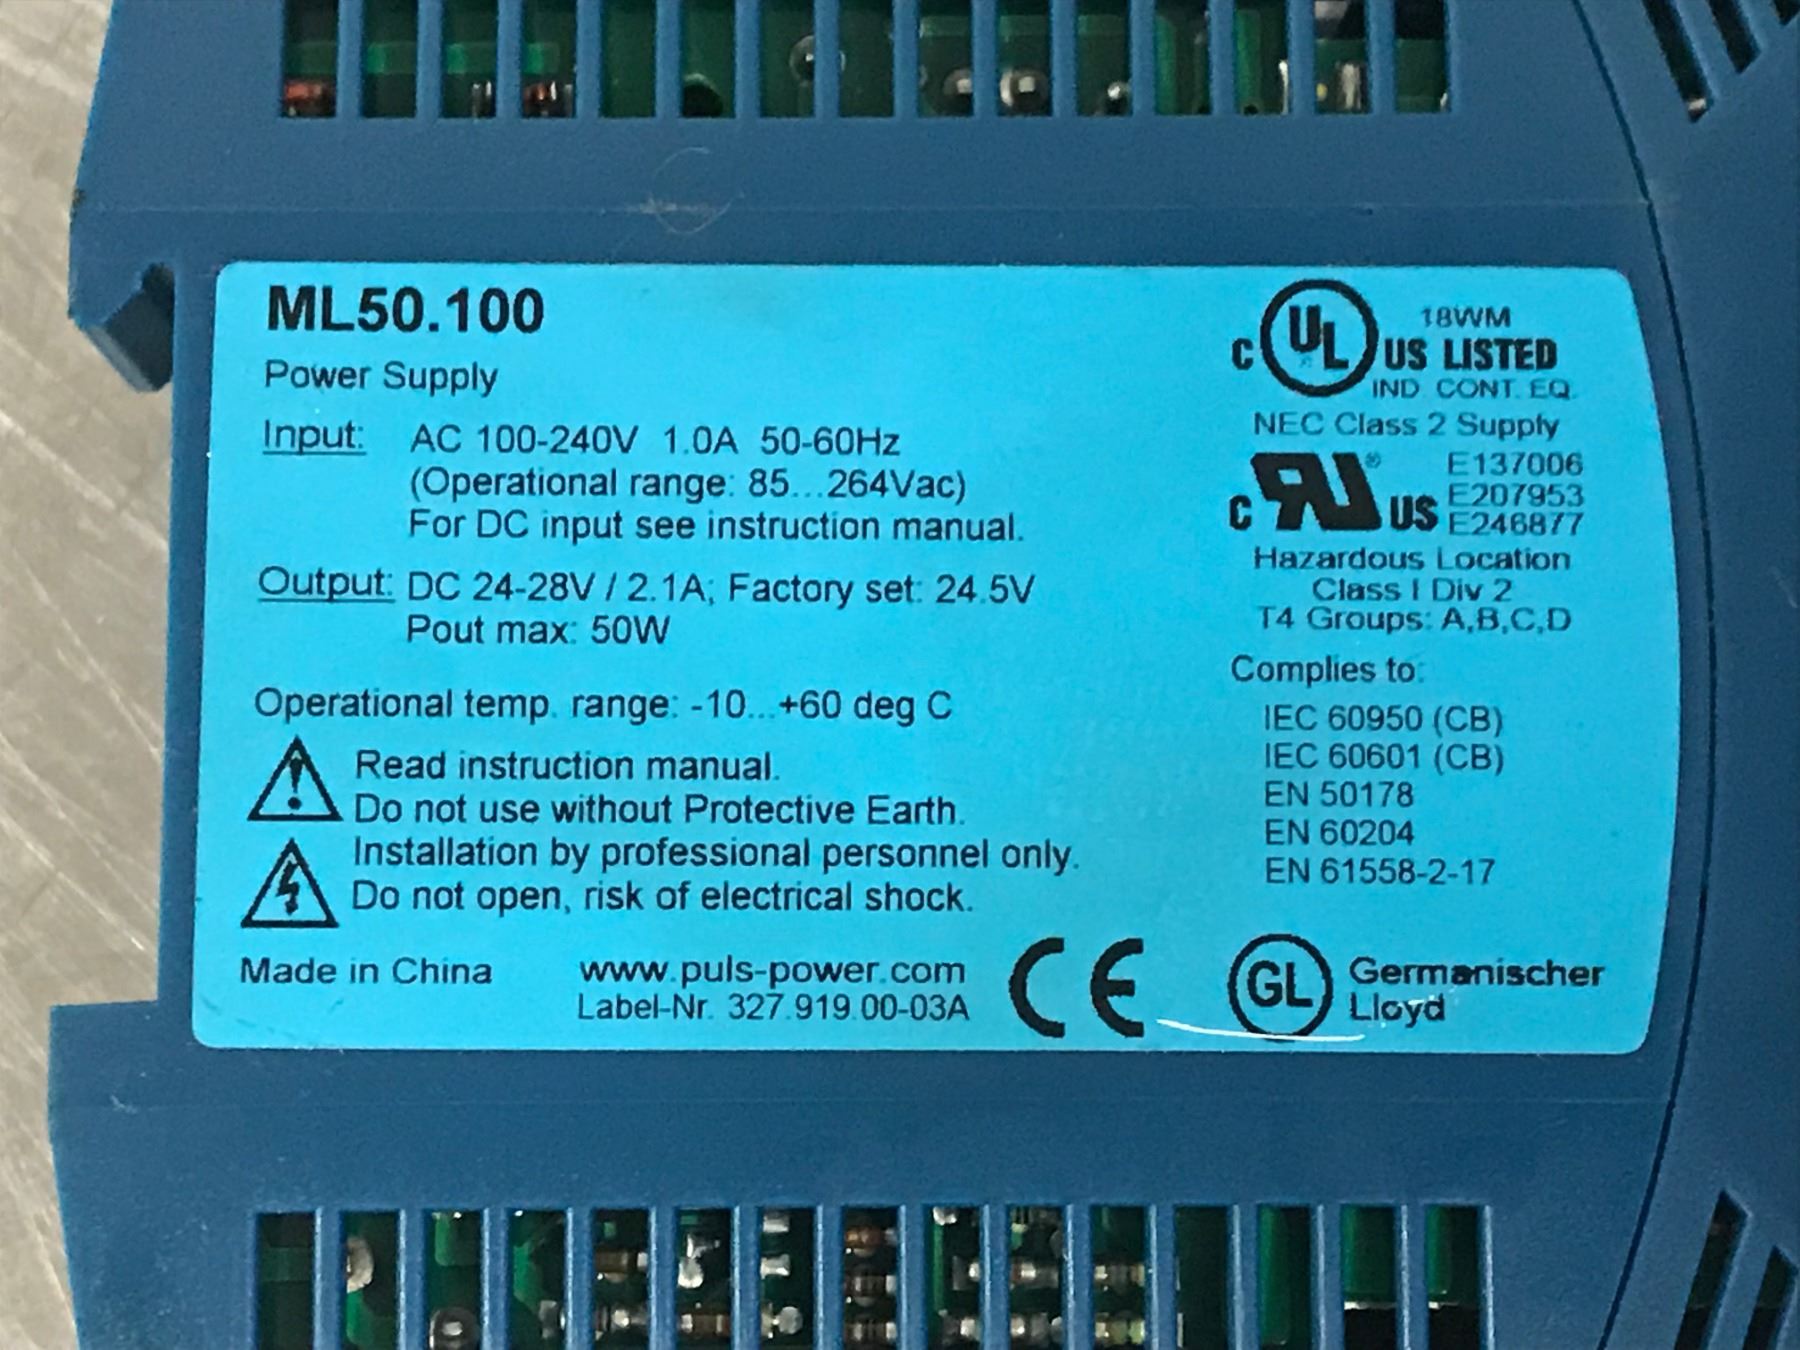 ML50.100
Power Supply
Input: AC 100-240V 1.0A 50-60Hz
(Operational range: 85...264Vac)
For DC input see instruction manual.
Output: DC 24-28V / 2.1A; Factory set: 24.5V
Pout max: 50W
Operational temp. range: -10...+60 deg C
Read instruction manual.
Do not use without Protective Earth.
Installation by professional personnel only.
Do not open, risk of electrical shock.
Made in China
www.puls-power.com
Label-Nr. 327.919.00-03A
CE
C UL US LISTED
18WM
IND. CONT. EQ.
NEC Class 2 Supply
C RU® US
E137006
E207953
E246877
Hazardous Location
Class I Div 2
T4 Groups: A,B,C,D
Complies to:
IEC 60950 (CB)
IEC 60601 (CB)
EN 50178
EN 60204
EN 61558-2-17
GL Germanischer
Lloyd